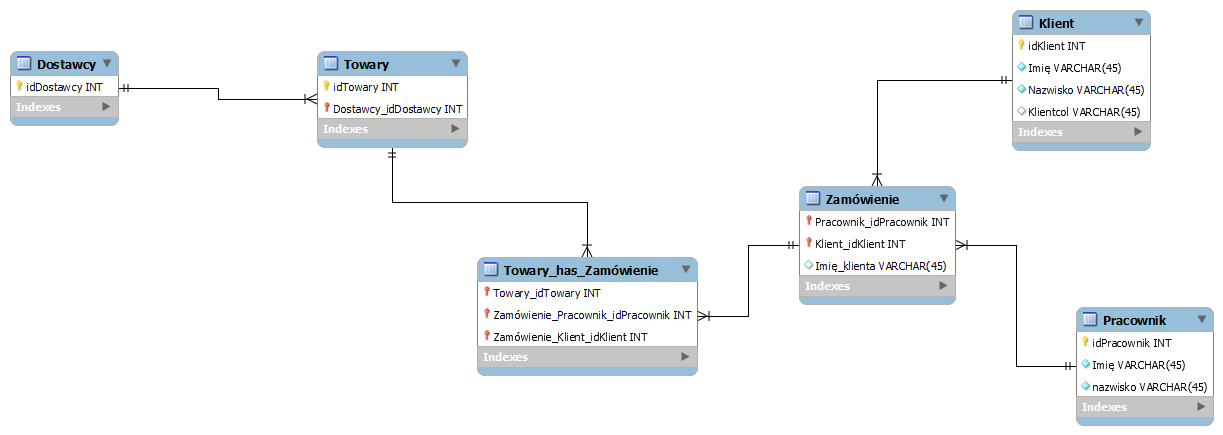 Dostawcy
idDostawcy INT
Indexes
Towary
idTowary INT
Dostawcy_idDostawcy INT
Indexes
Klient
idKlient INT
Imię VARCHAR(45)
Nazwisko VARCHAR(45)
Klientcol VARCHAR(45)
Indexes
Zamówienie
Pracownik_idPracownik INT
Klient_idKlient INT
Imię_klienta VARCHAR(45)
Indexes
Towary_has_Zamówienie
Towary_idTowary INT
Zamówienie_Pracownik_idPracownik INT
Zamówienie_Klient_idKlient INT
Indexes
Pracownik
idPracownik INT
Imię VARCHAR(45)
nazwisko VARCHAR(45)
Indexes